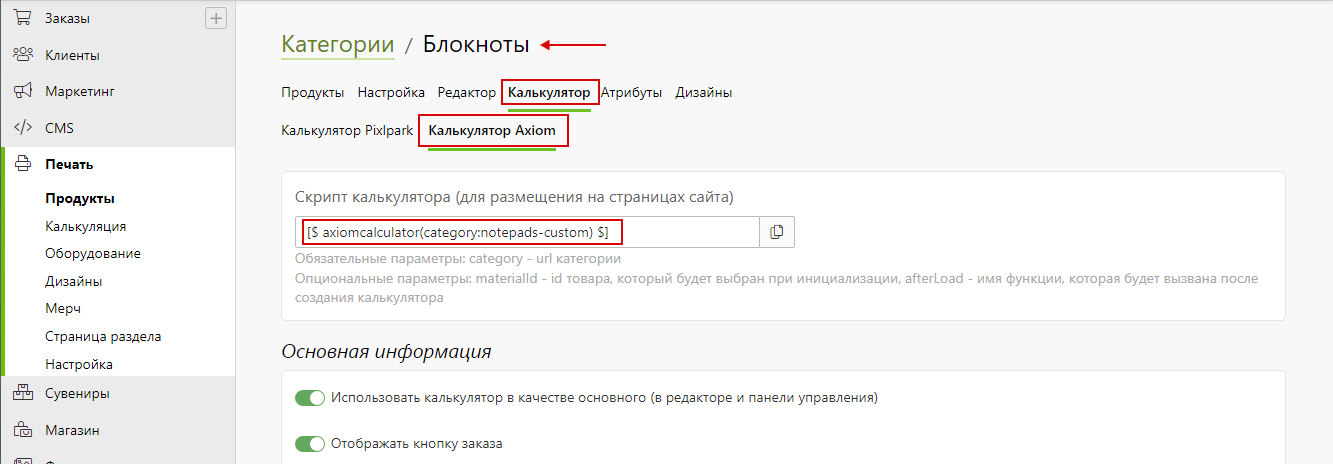 Заказы
Клиенты
Маркетинг
CMS
Печать
Продукты
Калькуляция
Оборудование
Дизайны
Мерч
Страница раздела
Настройка
Сувениры
Магазин
Категории / Блокноты
Продукты Настройка Редактор Калькулятор Атрибуты Дизайны
Калькулятор Pixlpark Калькулятор Axiom
Скрипт калькулятора (для размещения на страницах сайта)
[$ axiomcalculator(category:notepads-custom) $]
Обязательные параметры: category - url категории
Опциональные параметры: materialId - id товара, который будет выбран при инициализации, afterLoad - имя функции, которая будет вызвана после
создания калькулятора
Основная информация
Использовать калькулятор в качестве основного (в редакторе и панели управления)
Отображать кнопку заказа